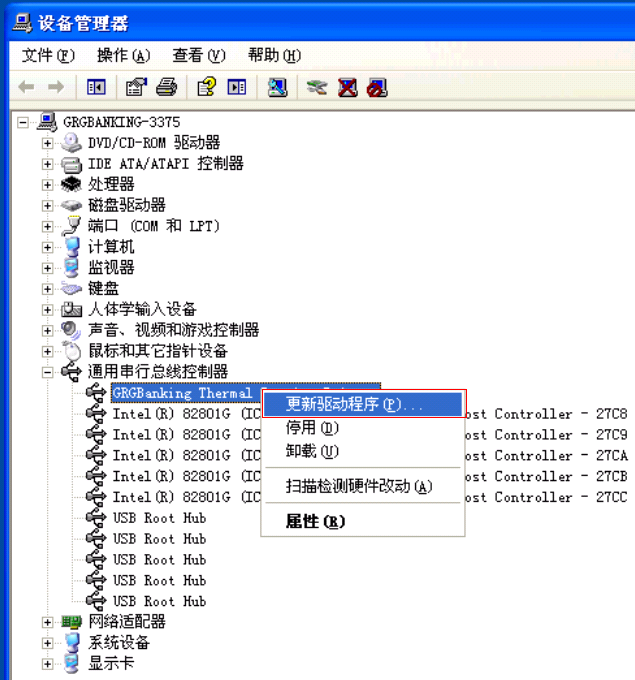 设备管理器
文件(F) 操作(A) 查看(V) 帮助(H)
GRGBANKING-3375
DVD/CD-ROM 驱动器
IDE ATA/ATAPI 控制器
处理器
磁盘驱动器
端口 (COM 和 LPT)
计算机
监视器
键盘
人体学输入设备
声音、视频和游戏控制器
鼠标和其它指针设备
通用串行总线控制器
GRGBanking Thermal
更新驱动程序(P)...
Intel(R) 82801G (IC ost Controller - 27C8
停用(D)
Intel(R) 82801G (IC ost Controller - 27C9
卸载(U)
Intel(R) 82801G (IC ost Controller - 27CA
Intel(R) 82801G (IC ost Controller - 27CB
扫描检测硬件改动(A)
Intel(R) 82801G (IC ost Controller - 27CC
USB Root Hub
属性(R)
USB Root Hub
USB Root Hub
USB Root Hub
USB Root Hub
网络适配器
系统设备
显示卡